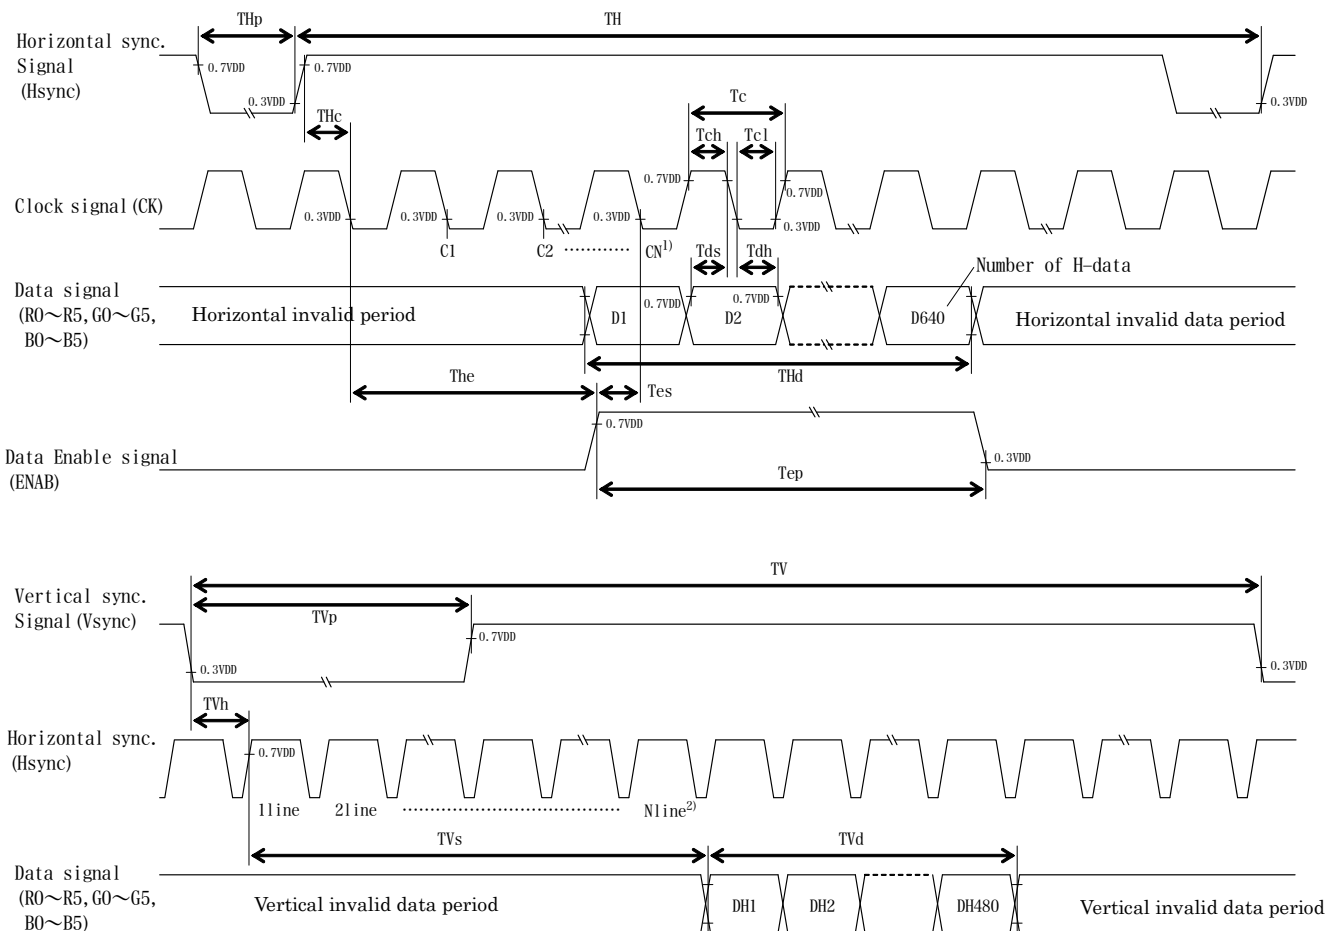 THp
TH
Horizontal sync.
Signal
(Hsync)
0.7VDD
0.3VDD
0.7VDD
0.3VDD
THc
Tc
Tch
Tcl
Clock signal(CK)
0.3VDD
0.3VDD
0.3VDD
0.3VDD
0.7VDD
0.7VDD
0.3VDD
C1
C2
CN1)
Tds
Tdh
Number of H-data
Data signal
(R0～R5,G0～G5,
B0～B5)
Horizontal invalid period
D1
0.7VDD
D2
0.7VDD
D640
Horizontal invalid data period
THd
The
Tes
0.7VDD
Data Enable signal
(ENAB)
0.3VDD
Tep
TV
Vertical sync.
Signal(Vsync)
TVp
0.7VDD
0.3VDD
0.3VDD
TVh
Horizontal sync.
(Hsync)
0.7VDD
1line
2line
Nline2)
TVs
TVd
Data signal
(R0～R5,G0～G5,
B0～B5)
Vertical invalid data period
DH1
DH2
DH480
Vertical invalid data period